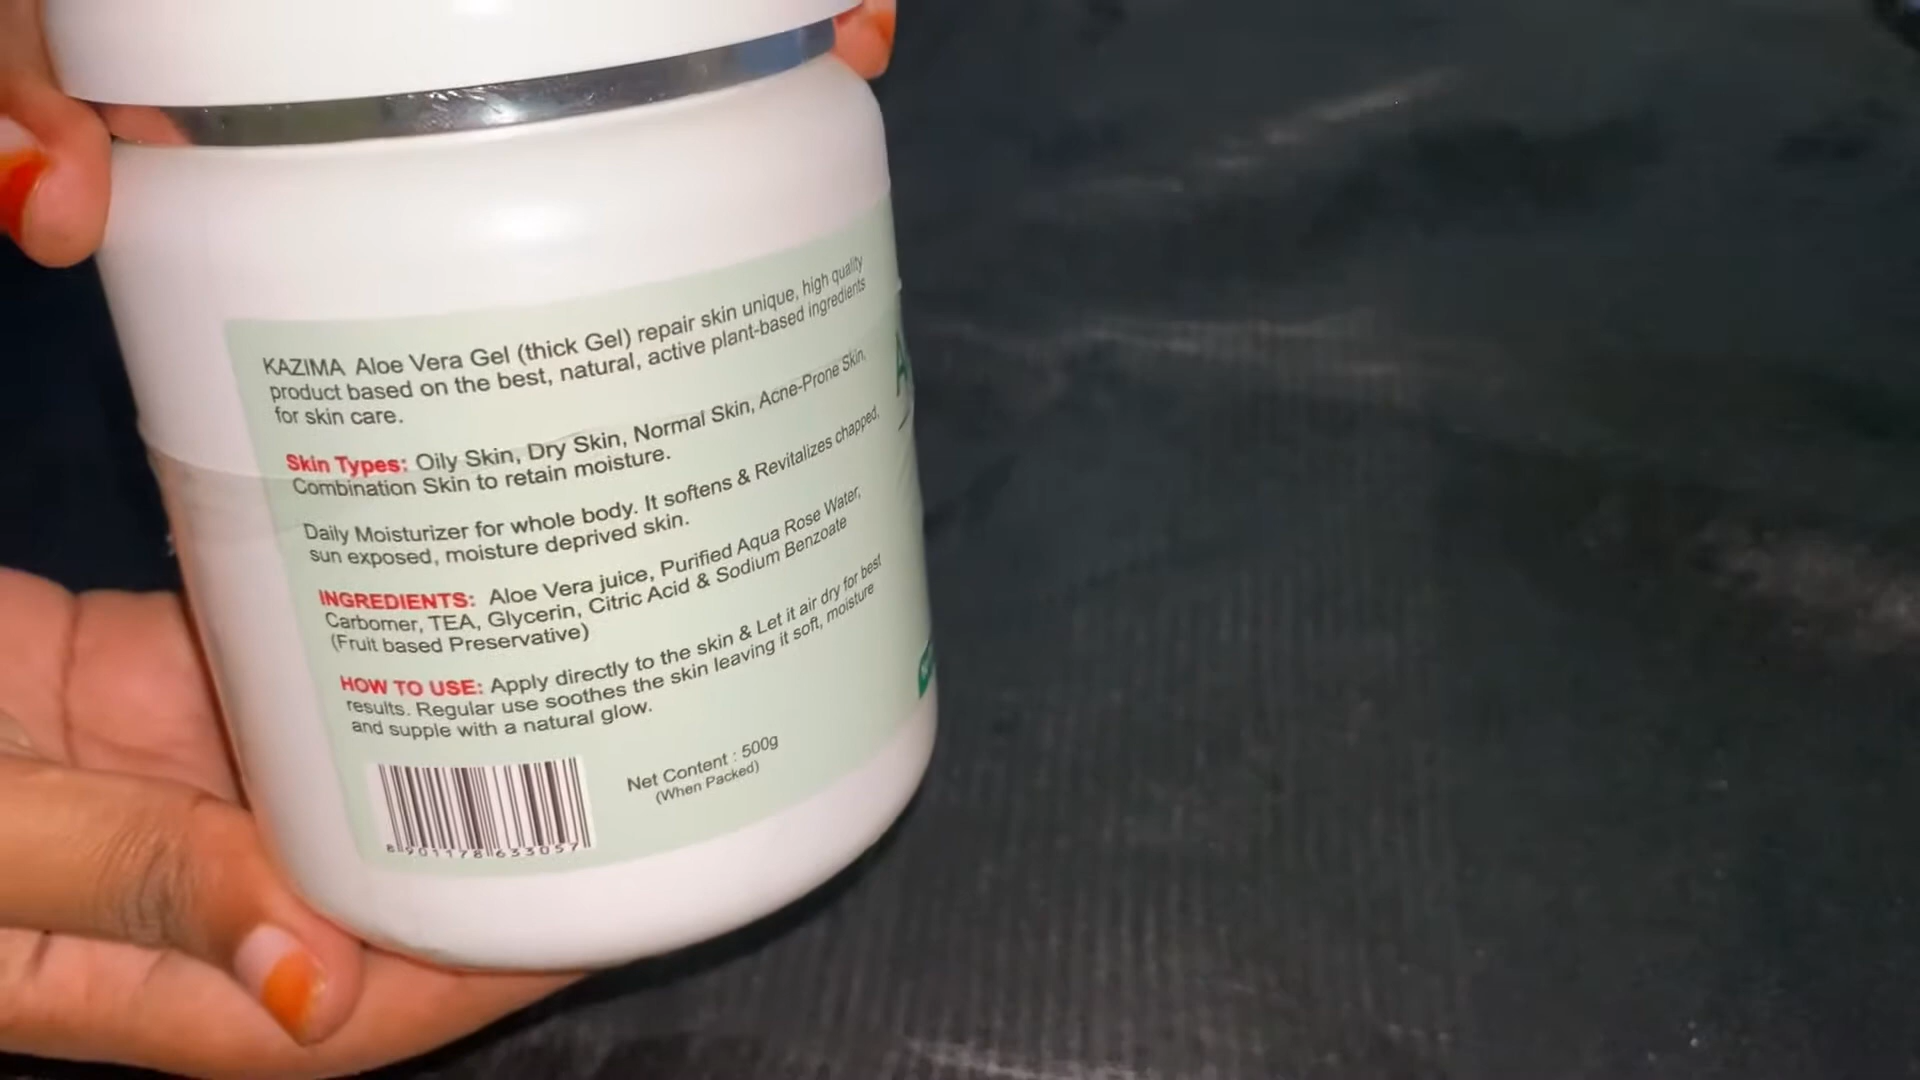 KAZIMA Aloe Vera Gel (thick Gel) repair skin unique, high quality
product based on the best, natural, active plant-based ingredients
for skin care.
Skin Types: Oily Skin, Dry Skin, Normal Skin, Acne-Prone Skin,
Combination Skin to retain moisture.
Daily Moisturizer for whole body. It softens & Revitalizes chapped,
sun exposed, moisture deprived skin.
INGREDIENTS: Aloe Vera juice, Purified Aqua Rose Water,
Carbomer, TEA, Glycerin, Citric Acid & Sodium Benzoate
(Fruit based Preservative)
HOW TO USE: Apply directly to the skin & Let it air dry for best
results. Regular use soothes the skin leaving it soft, moisture
and supple with a natural glow.
Net Content : 500g
(When Packed)
8901178633057